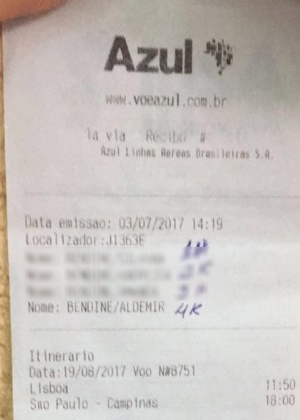 Azul
www.voeazul.com.br
1a via Recibo #
Azul Linhas Aereas Brasileiras S.A.
Data emissao: 03/07/2017 14:19
Localizador:J1363E
Nome: BENDINE/ALDEMIR 4K
Itinerario
Data:19/08/2017 Voo N#8751
Lisboa 11:50
Sao Paulo - Campinas 18:00